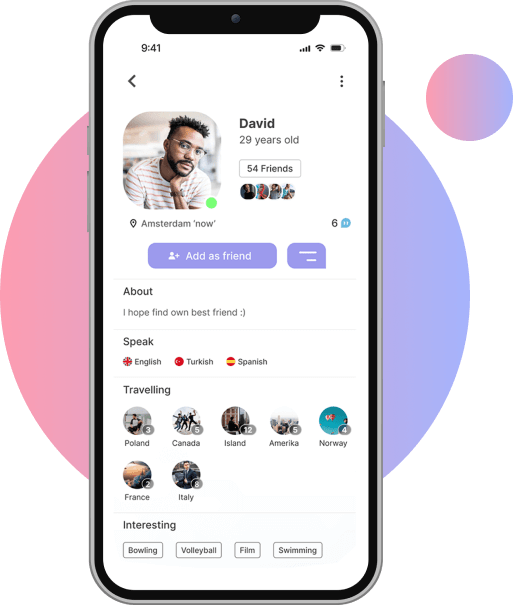 9:41
David
29 years old
54 Friends
Amsterdam 'now'
6
Add as friend
About
I hope find own best friend :)
Speak
English Turkish Spanish
Travelling
3 5 12 5 4
Poland Canada Island Amerika Norway
2 8
France Italy
Interesting
Bowling Volleyball Film Swimming